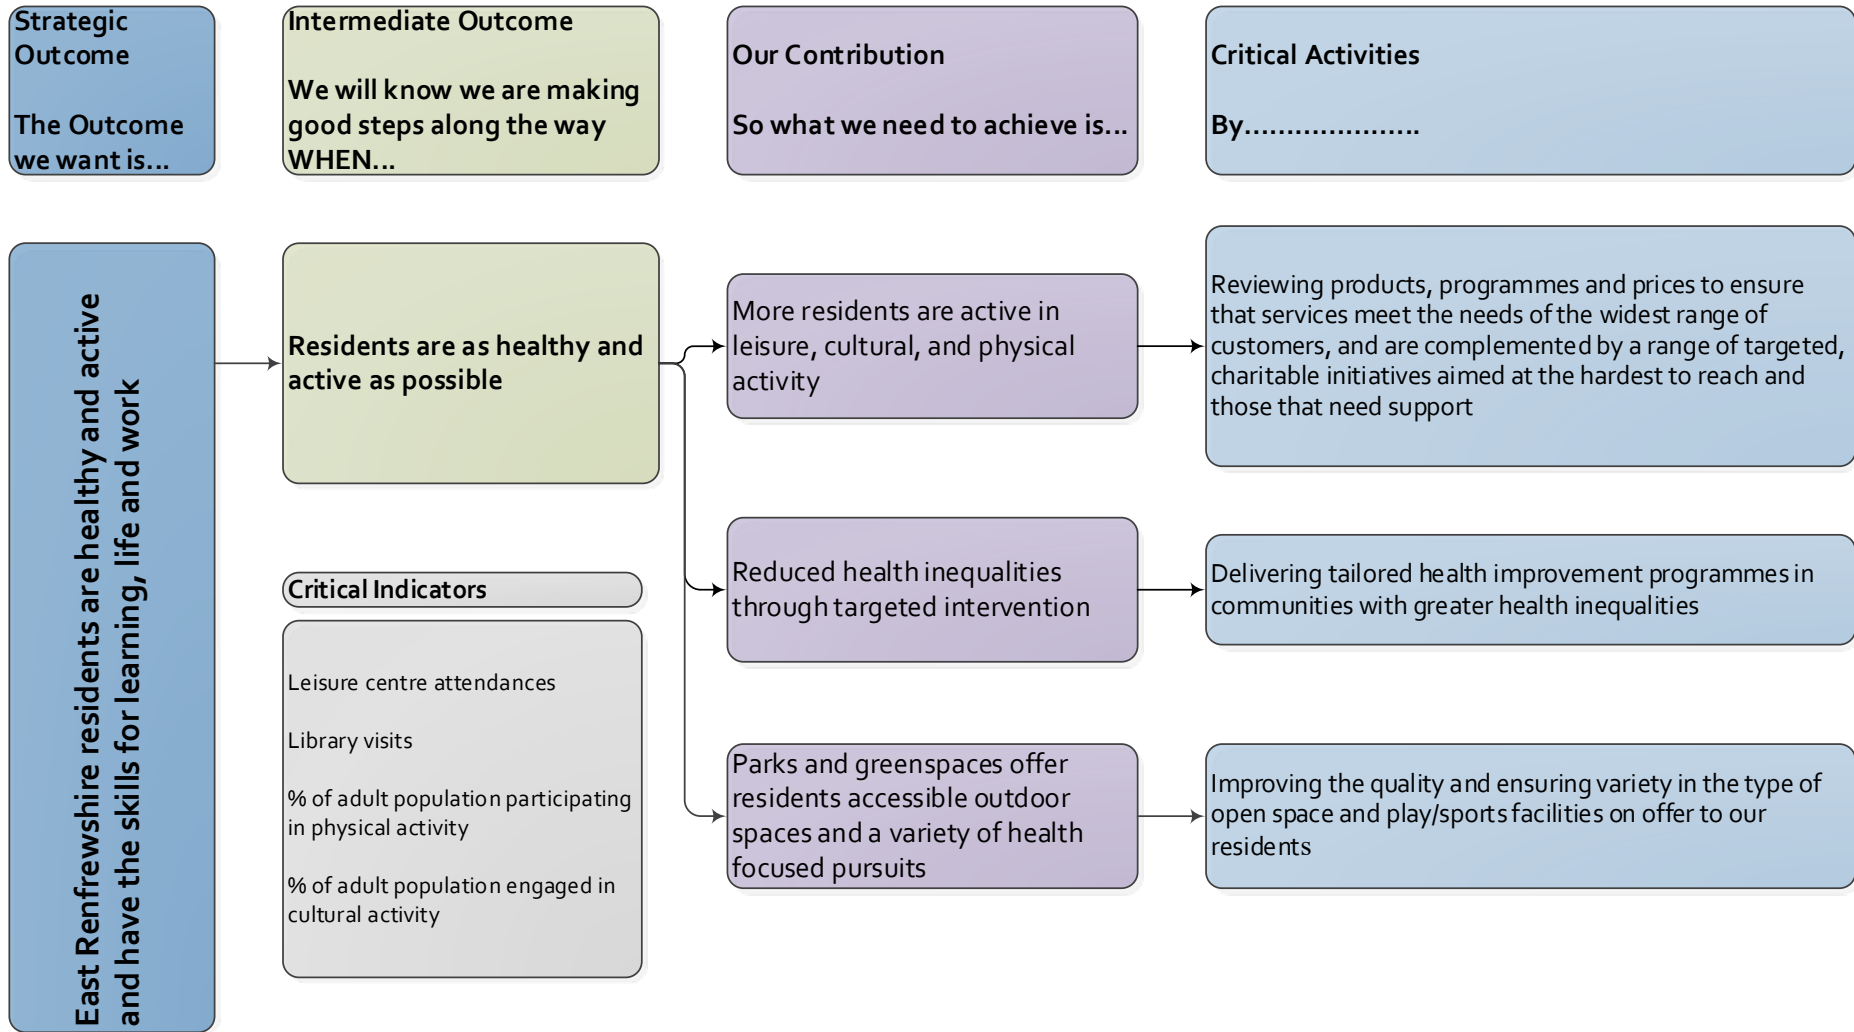 Strategic
Outcome
The Outcome
we want is...
Intermediate Outcome
We will know we are making
good steps along the way
WHEN...
Our Contribution
So what we need to achieve is...
Critical Activities
By.....................
East Renfrewshire residents are healthy and active
and have the skills for learning, life and work
Residents are as healthy and
active as possible
Critical Indicators
Leisure centre attendances
Library visits
% of adult population participating
in physical activity
% of adult population engaged in
cultural activity
More residents are active in
leisure, cultural, and physical
activity
Reviewing products, programmes and prices to ensure
that services meet the needs of the widest range of
customers, and are complemented by a range of targeted,
charitable initiatives aimed at the hardest to reach and
those that need support
Reduced health inequalities
through targeted intervention
Delivering tailored health improvement programmes in
communities with greater health inequalities
Parks and greenspaces offer
residents accessible outdoor
spaces and a variety of health
focused pursuits
Improving the quality and ensuring variety in the type of
open space and play/sports facilities on offer to our
residents